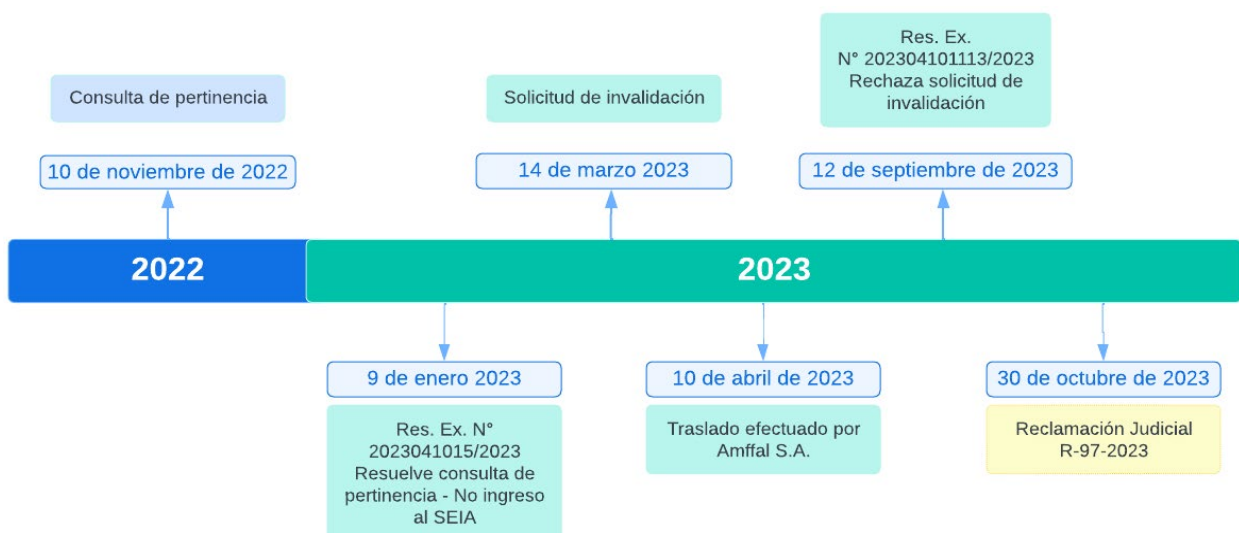 Consulta de pertinencia
10 de noviembre de 2022
Solicitud de invalidación
14 de marzo 2023
Res. Ex.
N° 202304101113/2023
Rechaza solicitud de
invalidación
12 de septiembre de 2023
2022
2023
9 de enero 2023
Res. Ex. N°
2023041015/2023
Resuelve consulta de
pertinencia - No ingreso
al SEIA
10 de abril de 2023
Traslado efectuado por
Amffal S.A.
30 de octubre de 2023
Reclamación Judicial
R-97-2023